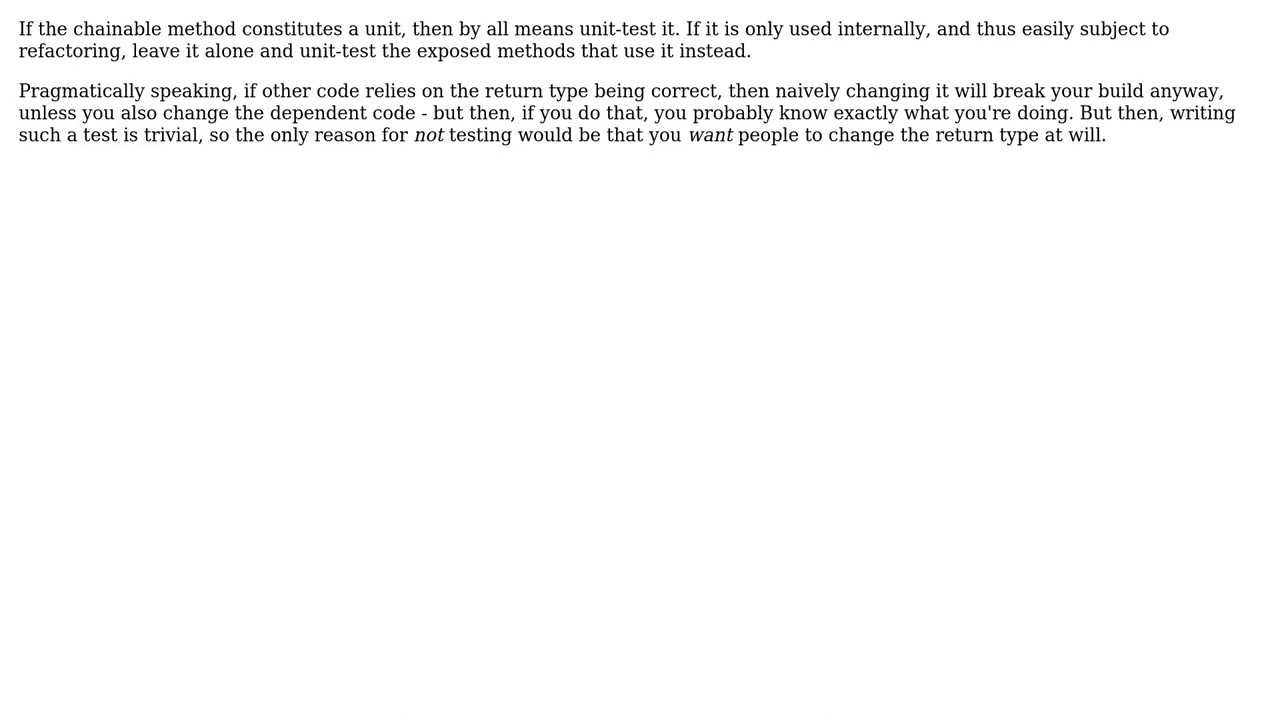 If the chainable method constitutes a unit, then by all means unit-test it. If it is only used internally, and thus easily subject to
refactoring, leave it alone and unit-test the exposed methods that use it instead.
Pragmatically speaking, if other code relies on the return type being correct, then naively changing it will break your build anyway,
unless you also change the dependent code - but then, if you do that, you probably know exactly what you're doing. But then, writing
such a test is trivial, so the only reason for not testing would be that you want people to change the return type at will.